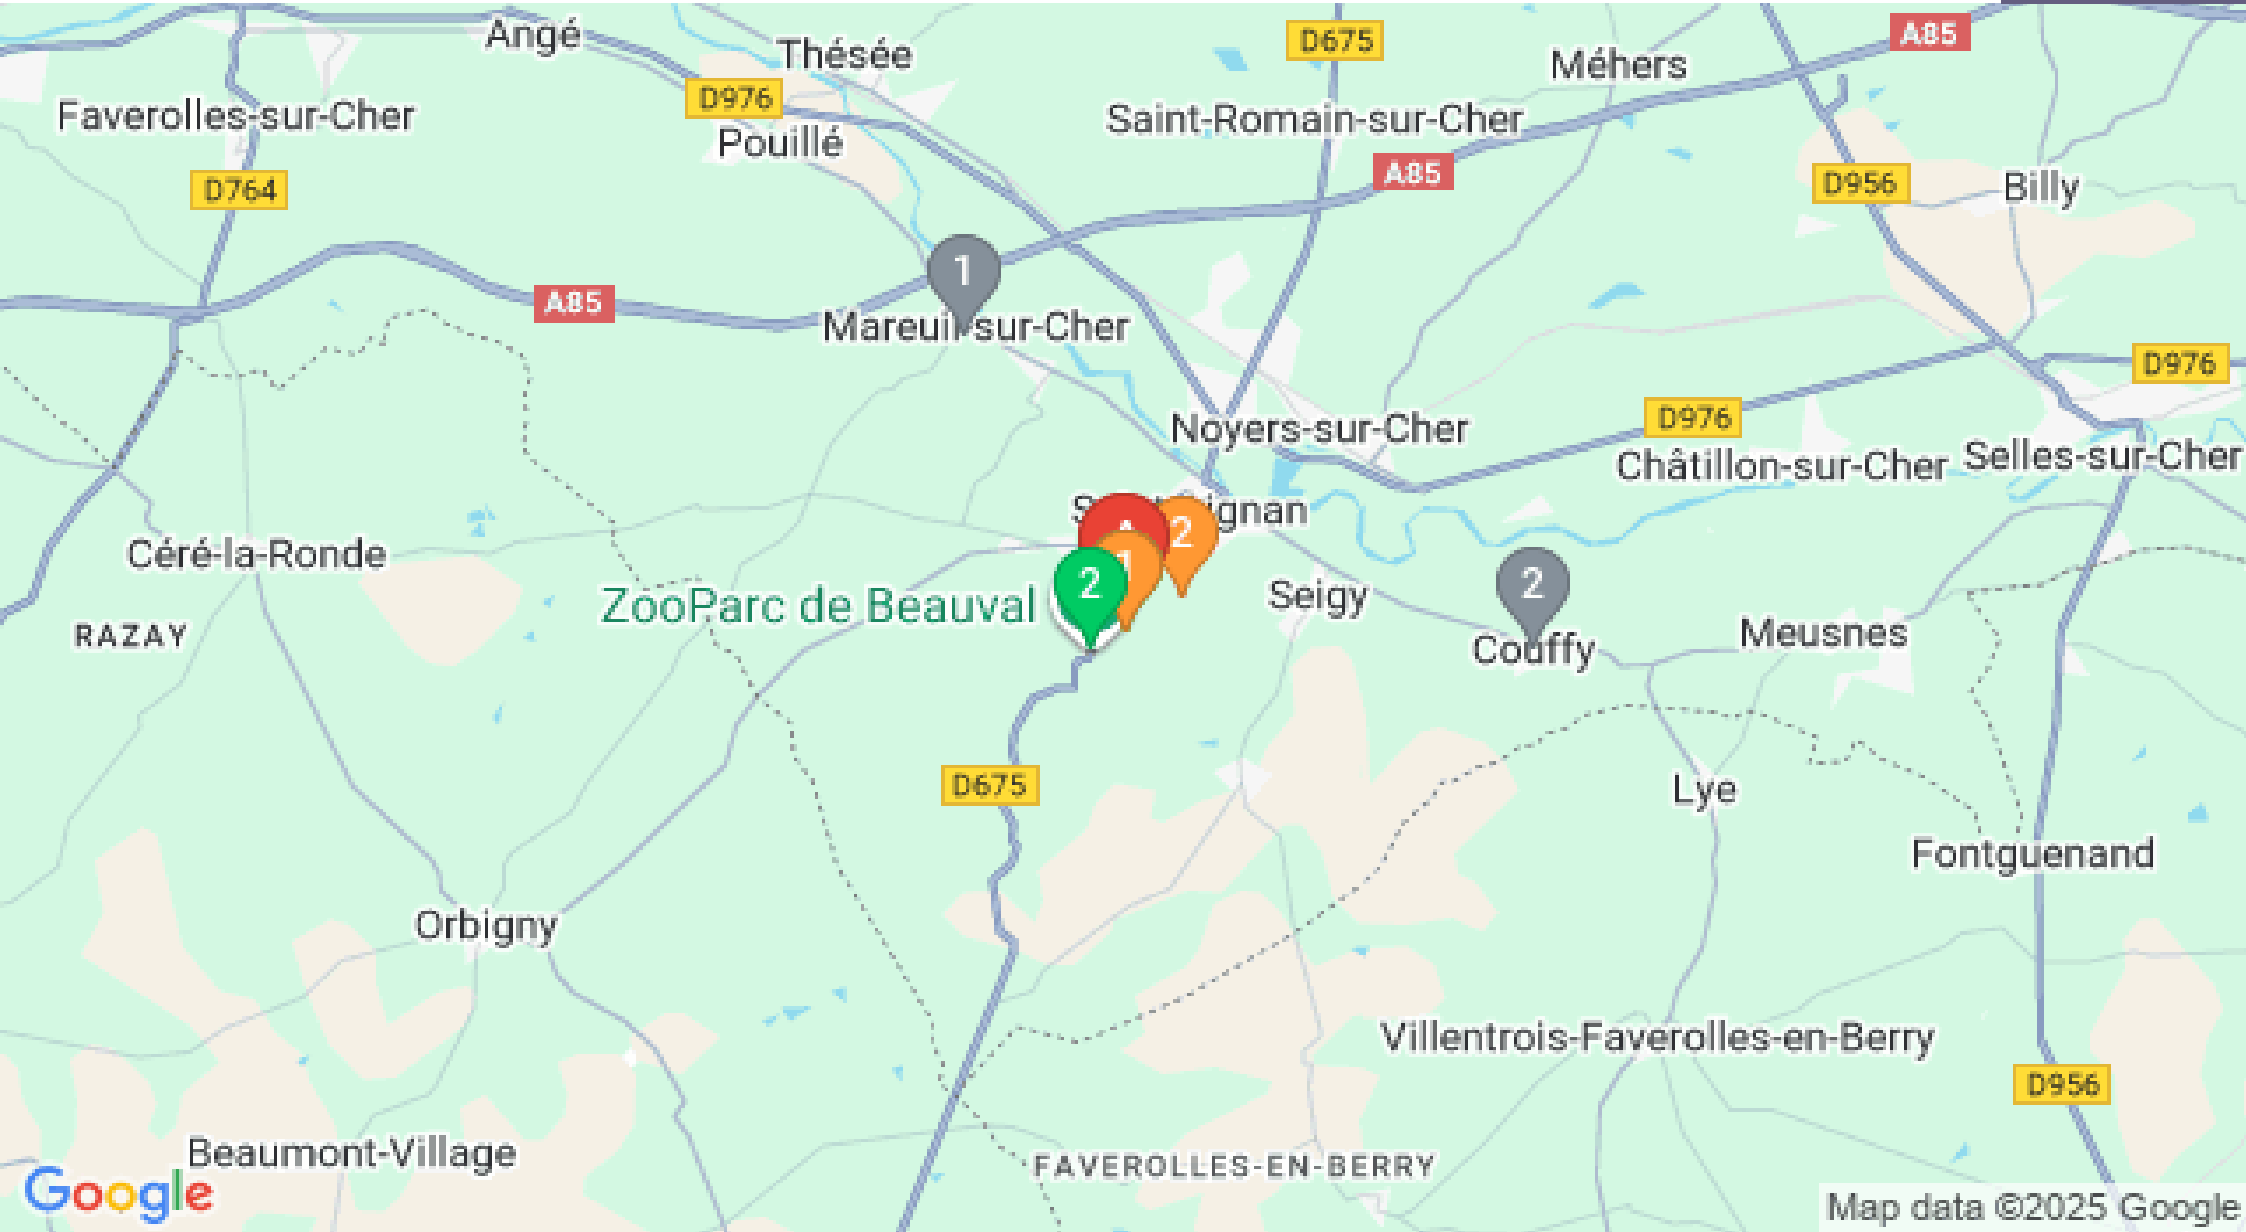 Angé
Thésée
D675
Méhers
A85
D976
Faverolles-sur-Cher
Pouillé
Saint-Romain-sur-Cher
A85
D764
D956
Billy
1
A85
Mareuil-sur-Cher
D976
Noyers-sur-Cher
D976
Châtillon-sur-Cher
Selles-sur-Cher
2
Céré-la-Ronde
1
2
2
ZooParc de Beauval
Seigy
RAZAY
Couffy
Meusnes
D675
Lye
Fontguenand
Orbigny
Villentrois-Faverolles-en-Berry
D956
Beaumont-Village
FAVEROLLES-EN-BERRY
Google
Map data ©2025 Google